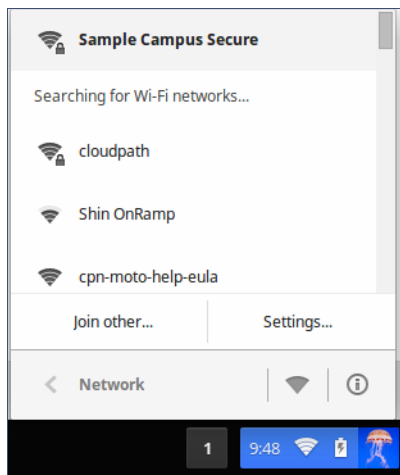 Sample Campus Secure
Searching for Wi-Fi networks...
cloudpath
Shin OnRamp
cpn-moto-help-eula
Join other... Settings...
Network
1 9:48